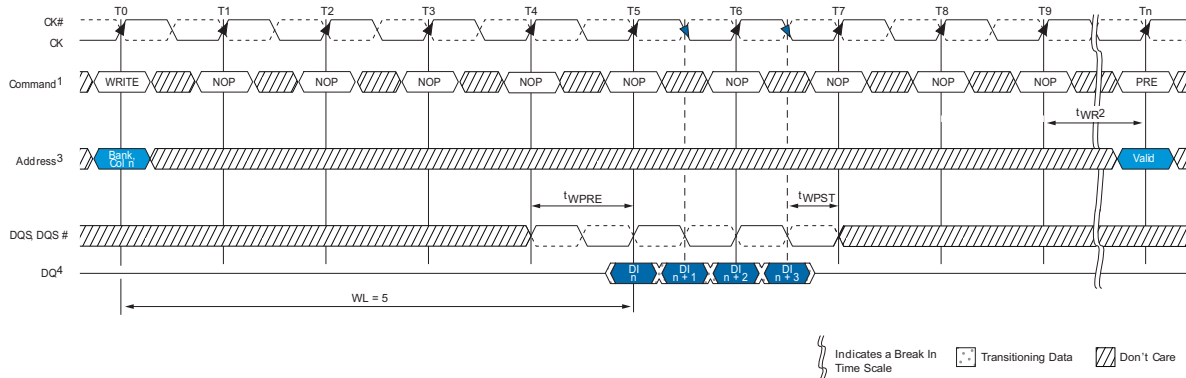 T0 T1 T2 T3 T4 T5 T6 T7 T8 T9 Tn
CK#
CK
Command1 WRITE NOP NOP NOP NOP NOP NOP NOP NOP NOP PRE
tWR2
Address3 Bank, Col n Valid
tWPRE tWPST
DQS, DQS #
DQ4 DI n DI n + 1 DI n + 2 DI n + 3
WL = 5
Indicates a Break In
Time Scale
Transitioning Data
Don't Care